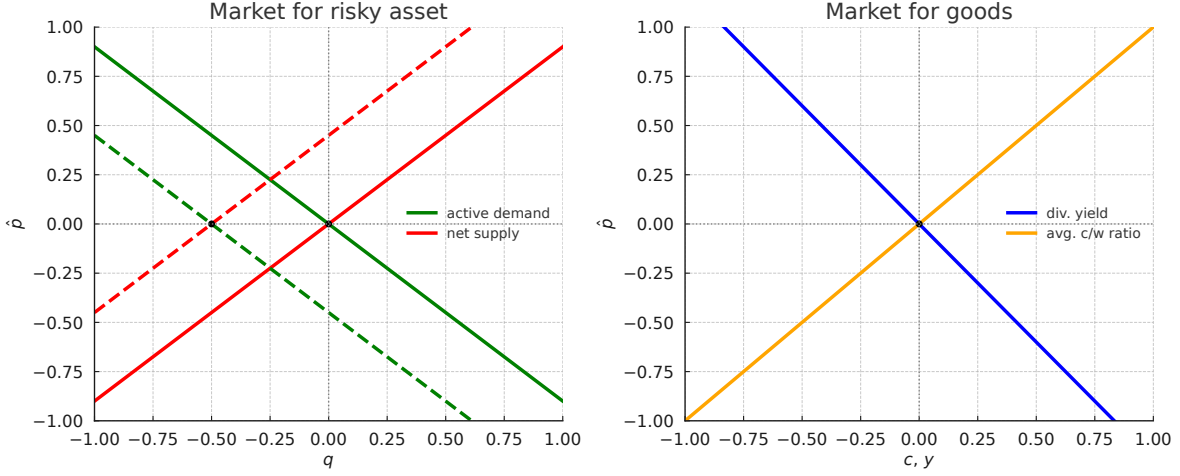 Market for risky asset
1.00
0.75
0.50
0.25
0.00
−0.25
−0.50
−0.75
−1.00
p̂
active demand
net supply
−1.00 −0.75 −0.50 −0.25 0.00 0.25 0.50 0.75 1.00
q
Market for goods
1.00
0.75
0.50
0.25
0.00
−0.25
−0.50
−0.75
−1.00
p̂
div. yield
avg. c/w ratio
−1.00 −0.75 −0.50 −0.25 0.00 0.25 0.50 0.75 1.00
c, y